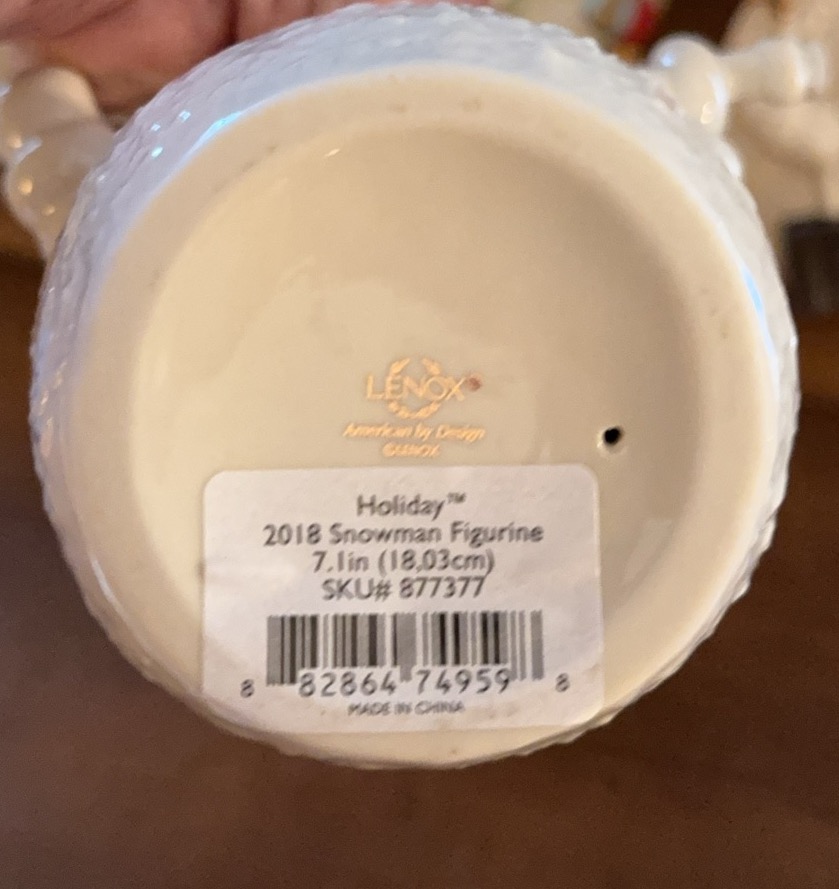 LENOX®
American by Design
©LENOX
Holiday™
2018 Snowman Figurine
7.1in (18,03cm)
SKU# 877377
8 82864 74959 8
MADE IN CHINA